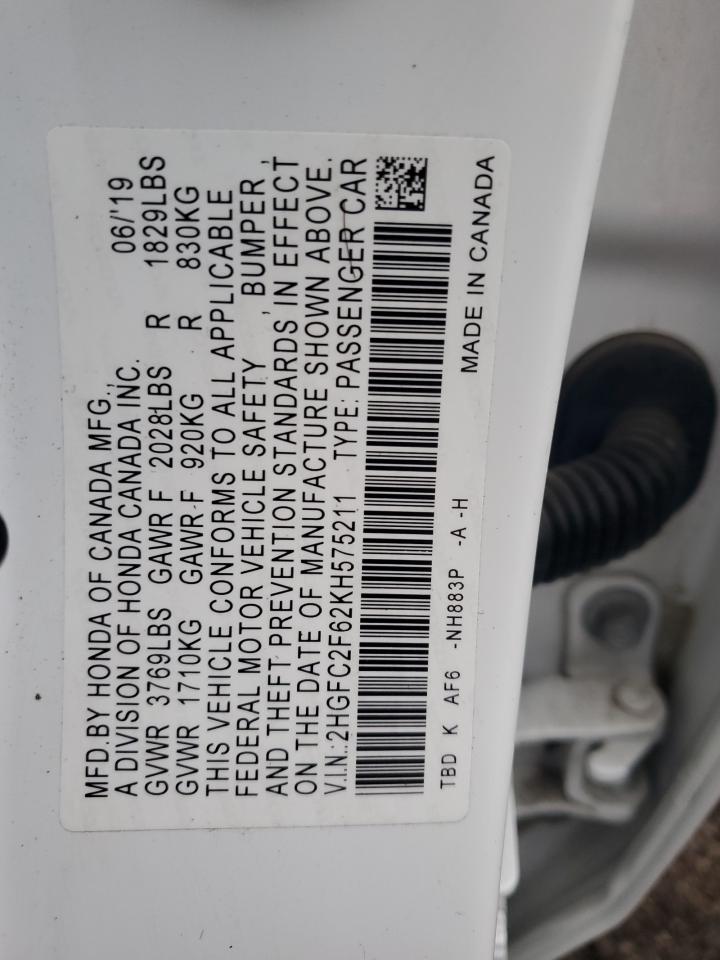 MFD.BY HONDA OF CANADA MFG.,
A DIVISION OF HONDA CANADA INC. 06/'19
GVWR 3769LBS GAWR F 2028LBS R 1829LBS
GVWR 1710KG GAWR F 920KG R 830KG
THIS VEHICLE CONFORMS TO ALL APPLICABLE
FEDERAL MOTOR VEHICLE SAFETY , BUMPER ,
AND THEFT PREVENTION STANDARDS IN EFFECT
ON THE DATE OF MANUFACTURE SHOWN ABOVE.
V.I.N.:2HGFC2F62KH575211 TYPE: PASSENGER CAR
TBD K AF6 -NH883P -A -H MADE IN CANADA